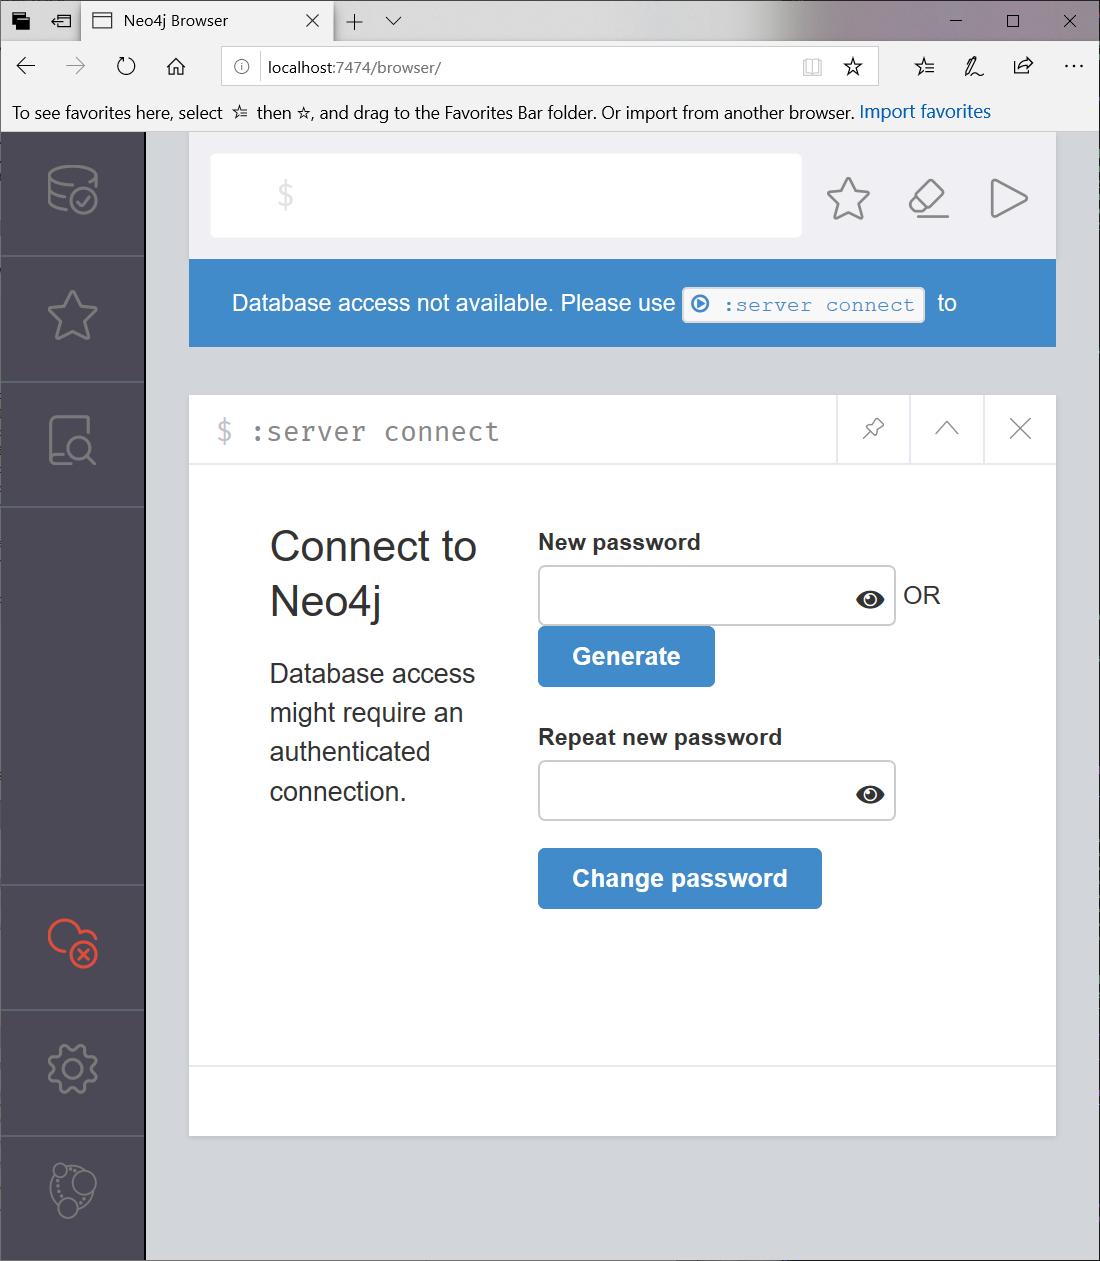 Neo4j Browser
localhost:7474/browser/
To see favorites here, select then , and drag to the Favorites Bar folder. Or import from another browser. Import favorites
$
Database access not available. Please use :server connect to
$ :server connect
Connect to
Neo4j
Database access
might require an
authenticated
connection.
New password
OR
Generate
Repeat new password
Change password